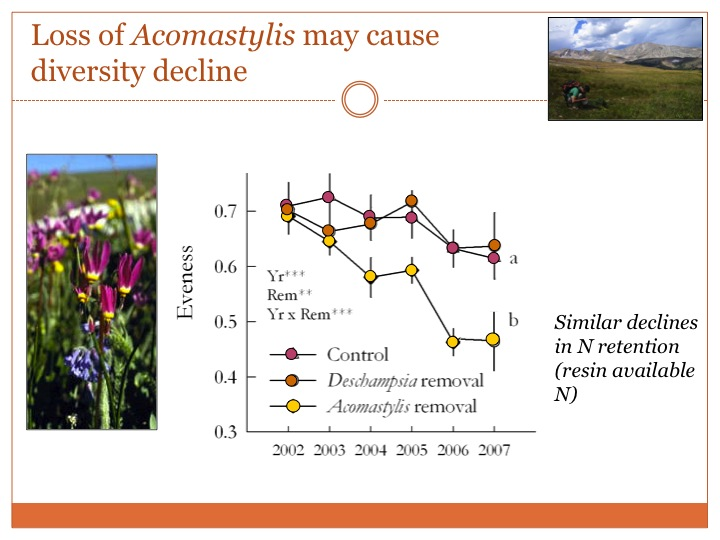 Loss of Acomastylis may cause
diversity decline
Eveness
0.7
0.6
0.5
0.4
0.3
Yr***
Rem**
Yr x Rem***
a
b
Control
Deschampsia removal
Acomastylis removal
2002 2003 2004 2005 2006 2007
Similar declines
in N retention
(resin available
N)